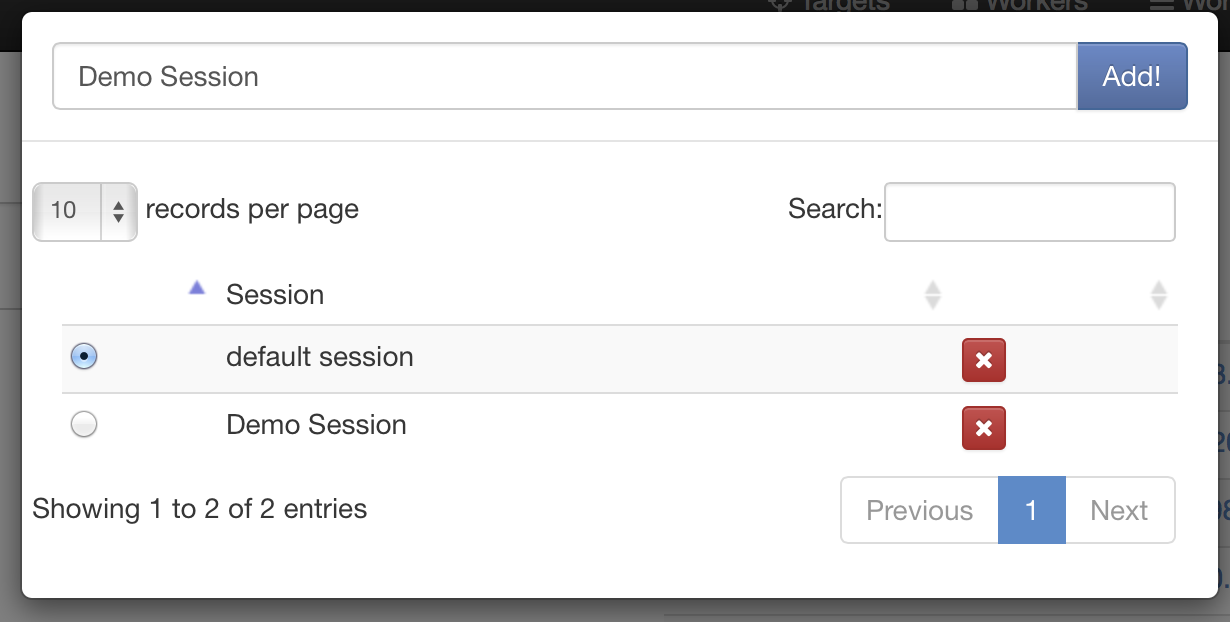 Targets Workers
Demo Session Add!
10 records per page Search:
Session
default session
Demo Session
Showing 1 to 2 of 2 entries Previous 1 Next